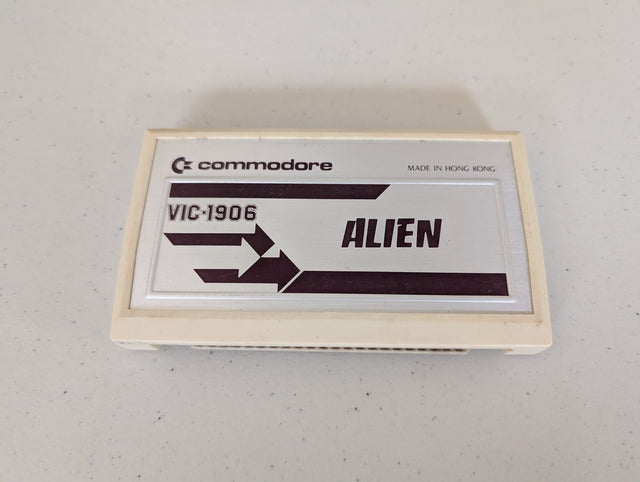 commodore
MADE IN HONG KONG
VIC-1906
ALIEN